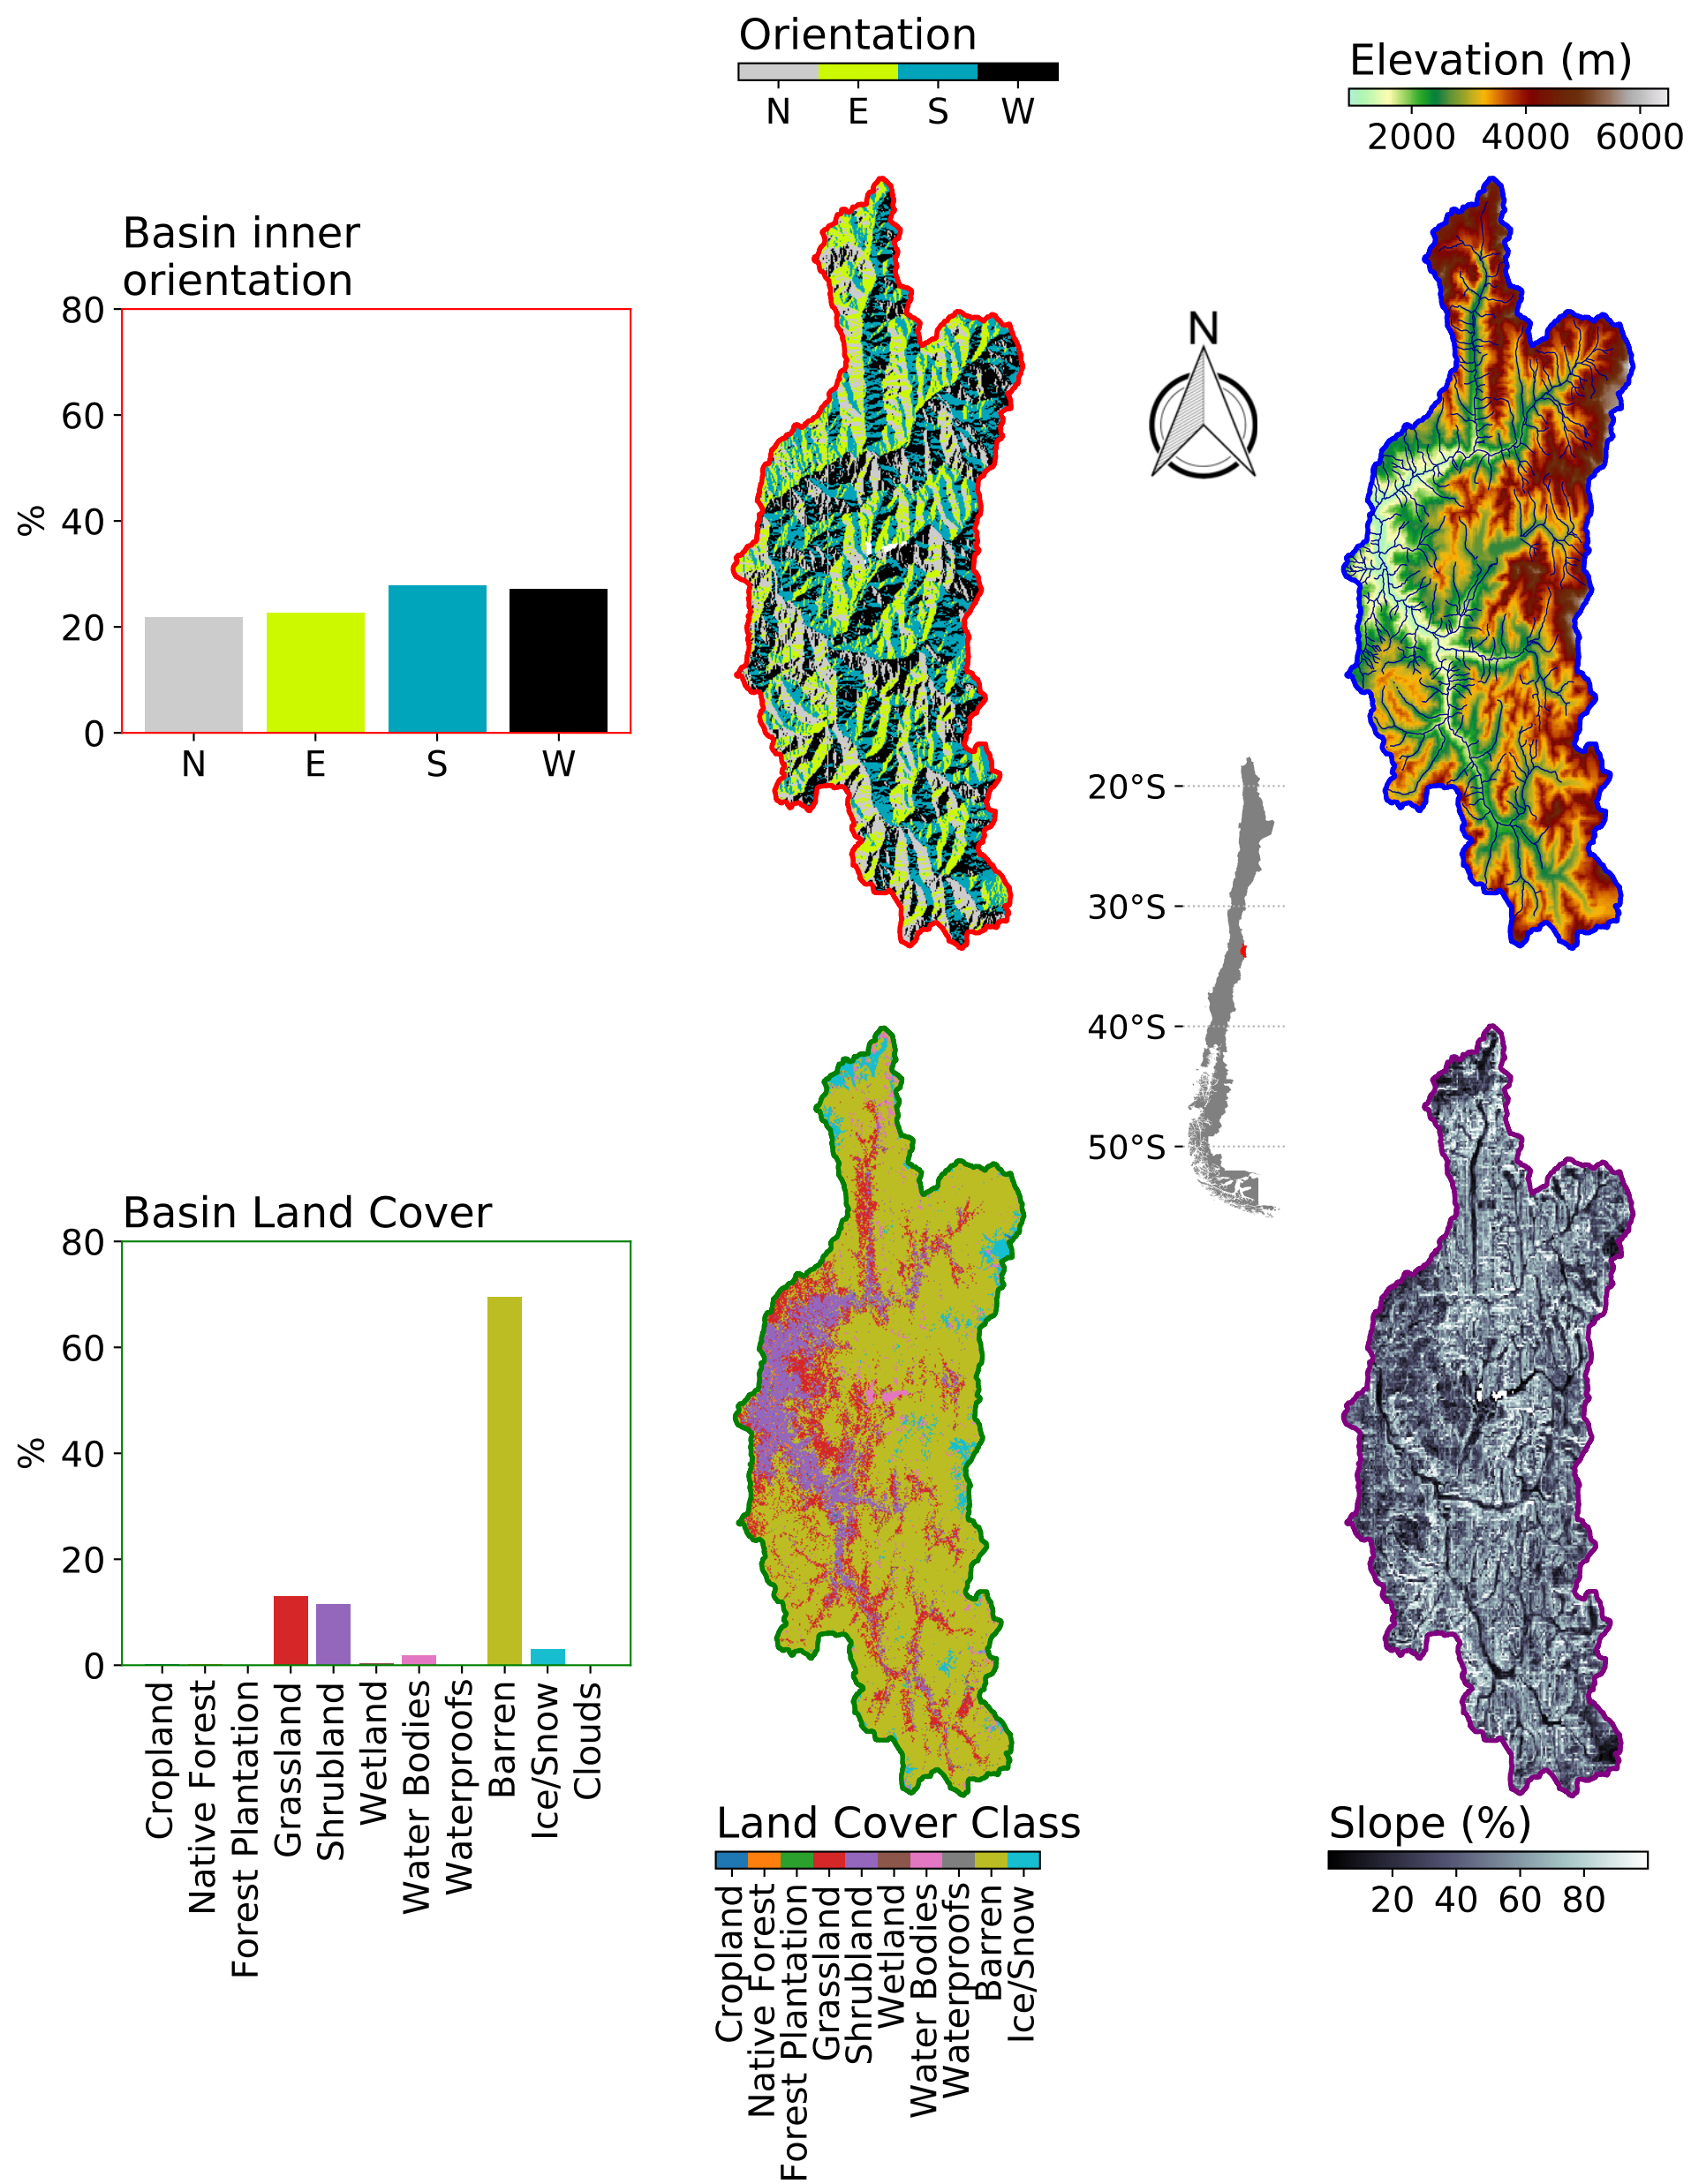 Orientation
N E S W
Elevation (m)
2000 4000 6000
Basin inner
orientation
80
60
40
20
0
%
N E S W
N
20°S
30°S
40°S
50°S
Basin Land Cover
80
60
40
20
0
%
Cropland
Native Forest
Forest Plantation
Grassland
Shrubland
Wetland
Water Bodies
Waterproofs
Barren
Ice/Snow
Clouds
Land Cover Class
Cropland
Native Forest
Forest Plantation
Grassland
Shrubland
Wetland
Water Bodies
Waterproofs
Barren
Ice/Snow
Slope (%)
20 40 60 80